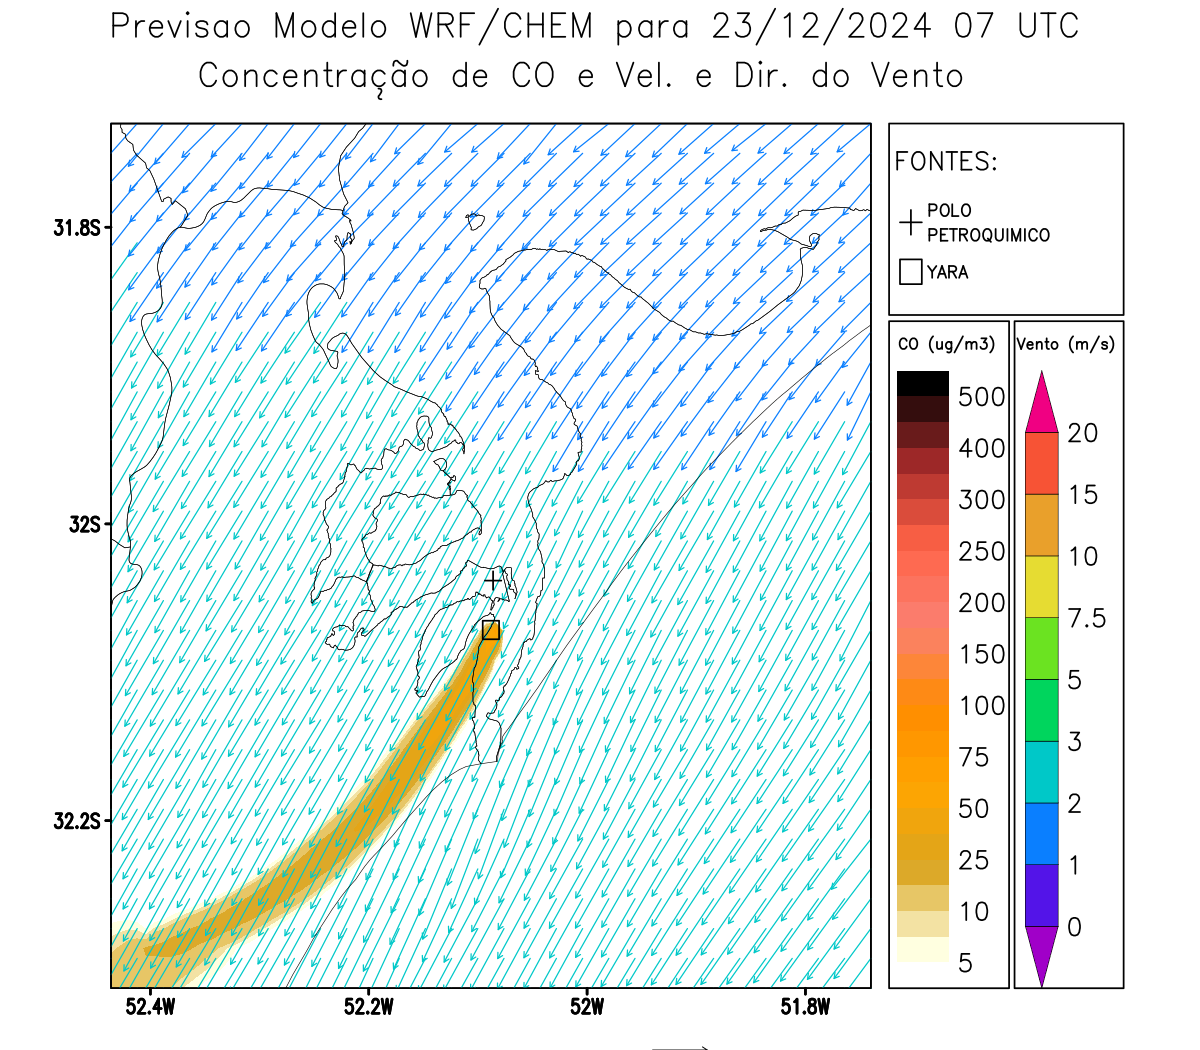 Previsao Modelo WRF/CHEM para 23/12/2024 07 UTC
Concentração de CO e Vel. e Dir. do Vento
FONTES:
POLO
PETROQUIMICO
YARA
CO (ug/m3)
500
400
300
250
200
150
100
75
50
25
10
5
Vento (m/s)
20
15
10
7.5
5
3
2
1
0
31.8S
32S
32.2S
52.4W
52.2W
52W
51.8W